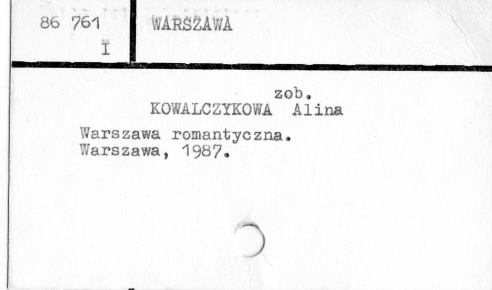 86 761
I
WARSZAWA
zob.
KOWALCZYKOWA Alina
Warszawa romantyczna.
Warszawa, 1987.